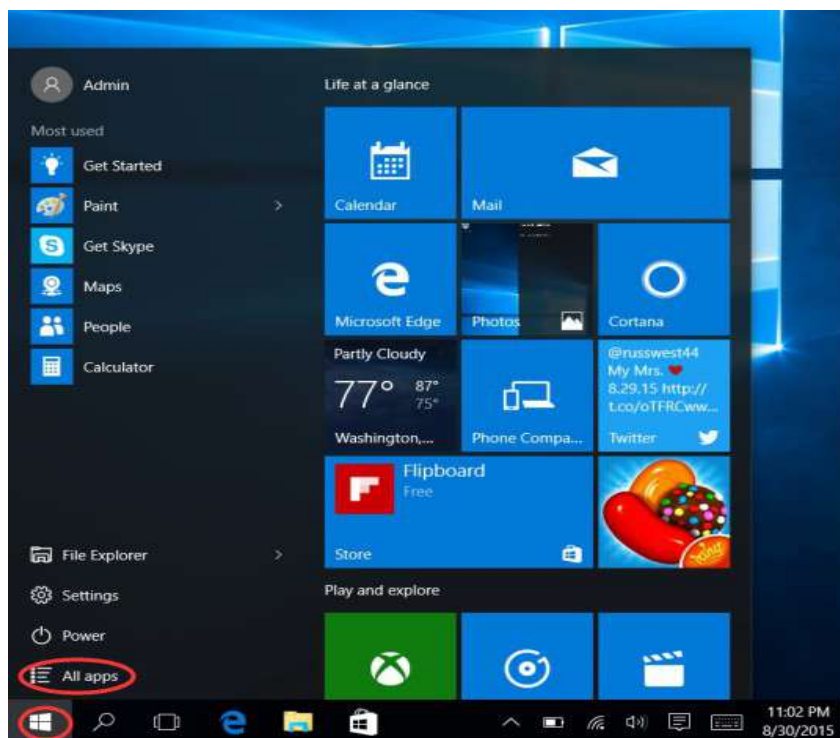 Admin
Most used
Get Started
Paint
Get Skype
Maps
People
Calculator
File Explorer
Settings
Power
All apps
Life at a glance
Calendar
Mail
Microsoft Edge
Photos
Cortana
Partly Cloudy
77° 87°
75°
Washington,...
Phone Compa...
@russwest44
My Mrs. ❤
8.29.15 http://
t.co/oTFRCww...
Twitter
Flipboard
Free
Store
King
Play and explore
11:02 PM
8/30/2015